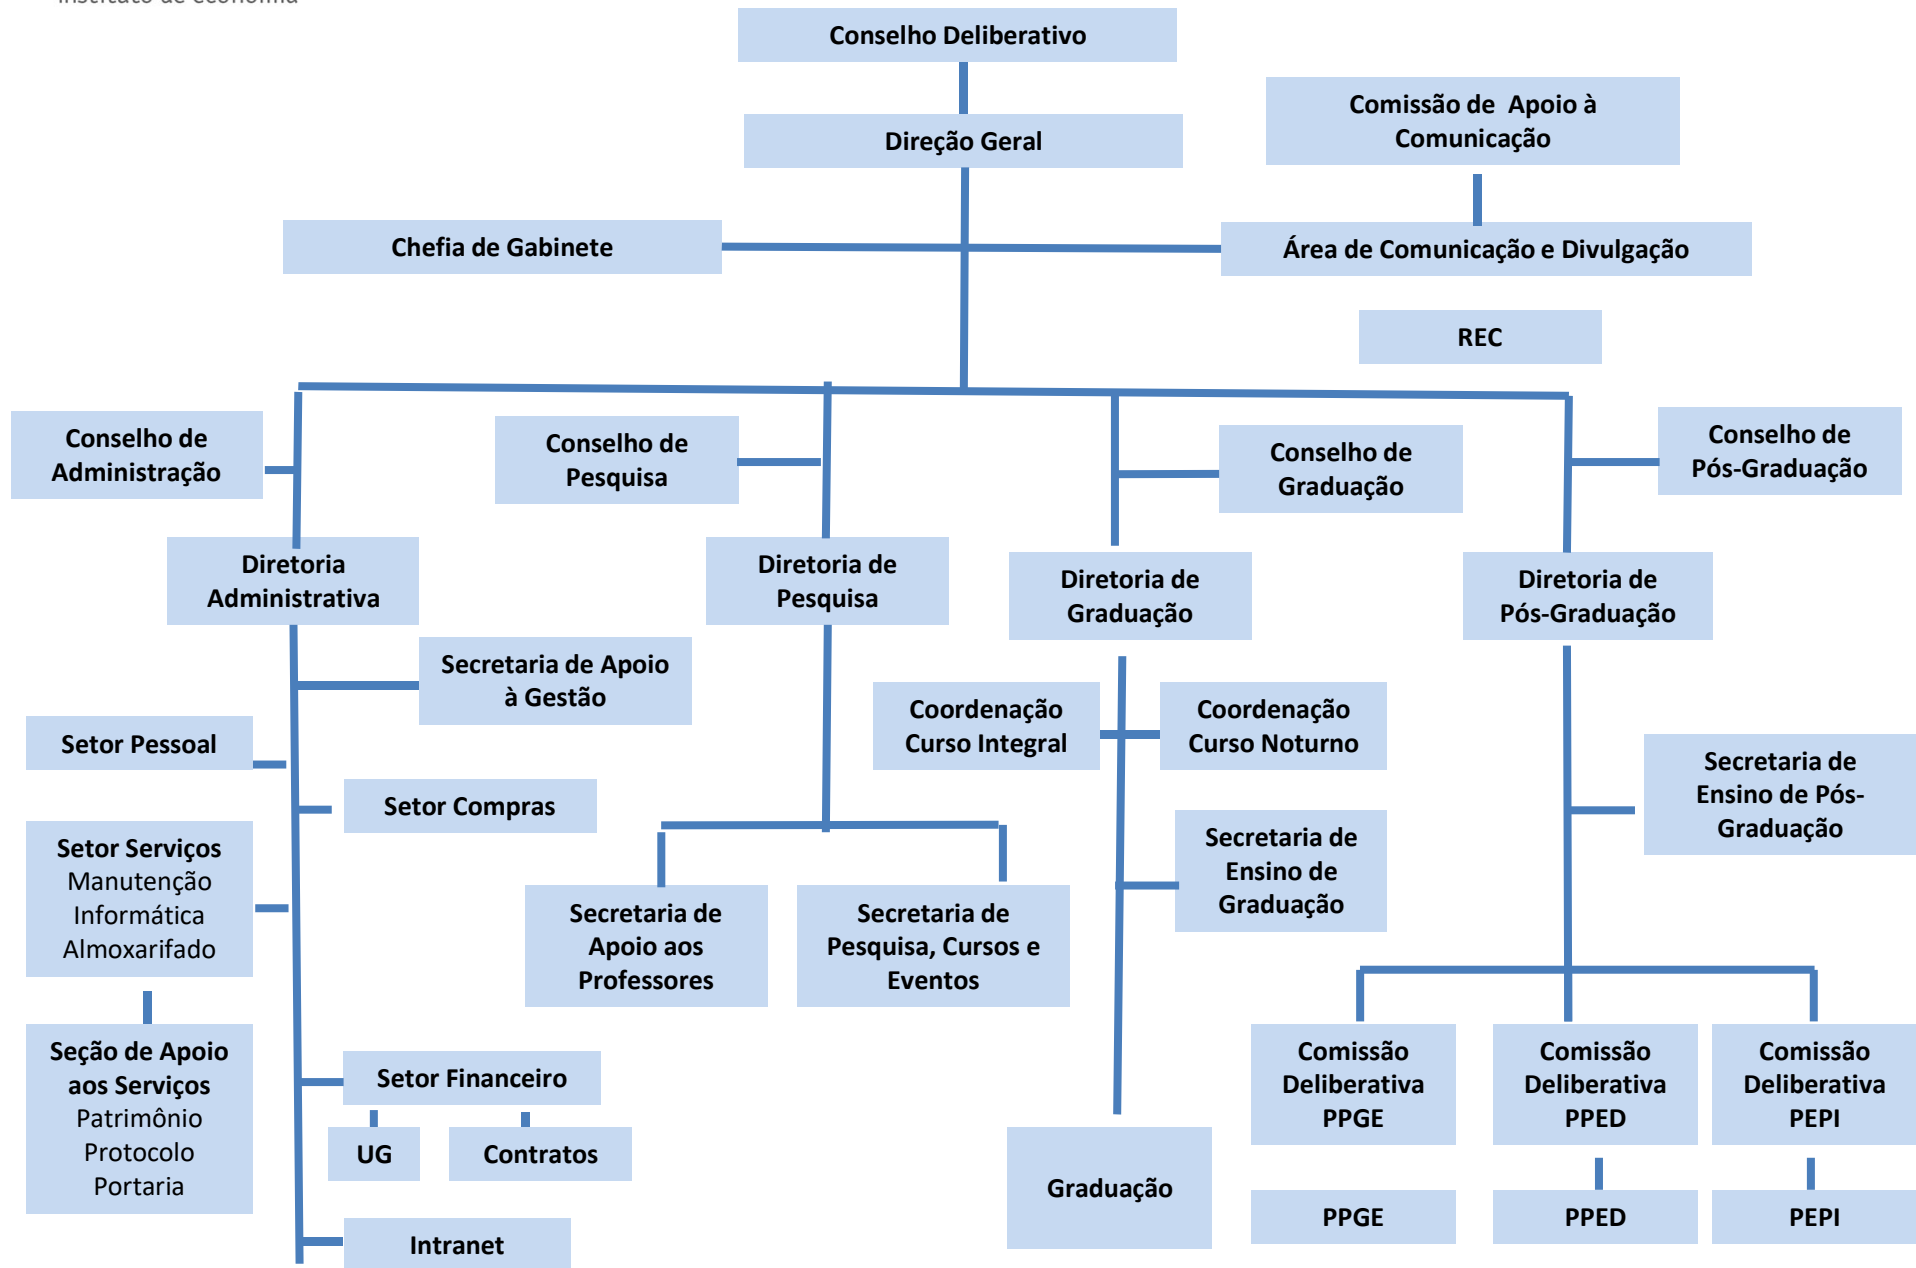 instituto de economia
Conselho Deliberativo
Comissão de Apoio à
Comunicação
Direção Geral
Chefia de Gabinete
Área de Comunicação e Divulgação
REC
Conselho de
Administração
Conselho de
Pesquisa
Conselho de
Graduação
Conselho de
Pós-Graduação
Diretoria
Administrativa
Diretoria de
Pesquisa
Diretoria de
Graduação
Diretoria de
Pós-Graduação
Secretaria de Apoio
à Gestão
Setor Pessoal
Coordenação
Curso Integral
Coordenação
Curso Noturno
Secretaria de
Ensino de Pós-
Graduação
Setor Compras
Setor Serviços
Manutenção
Informática
Almoxarifado
Secretaria de
Ensino de
Graduação
Secretaria de
Apoio aos
Professores
Secretaria de
Pesquisa, Cursos e
Eventos
Seção de Apoio
aos Serviços
Patrimônio
Protocolo
Portaria
Setor Financeiro
UG
Contratos
Comissão
Deliberativa
PPGE
Comissão
Deliberativa
PPED
Comissão
Deliberativa
PEPI
Graduação
PPGE
PPED
PEPI
Intranet